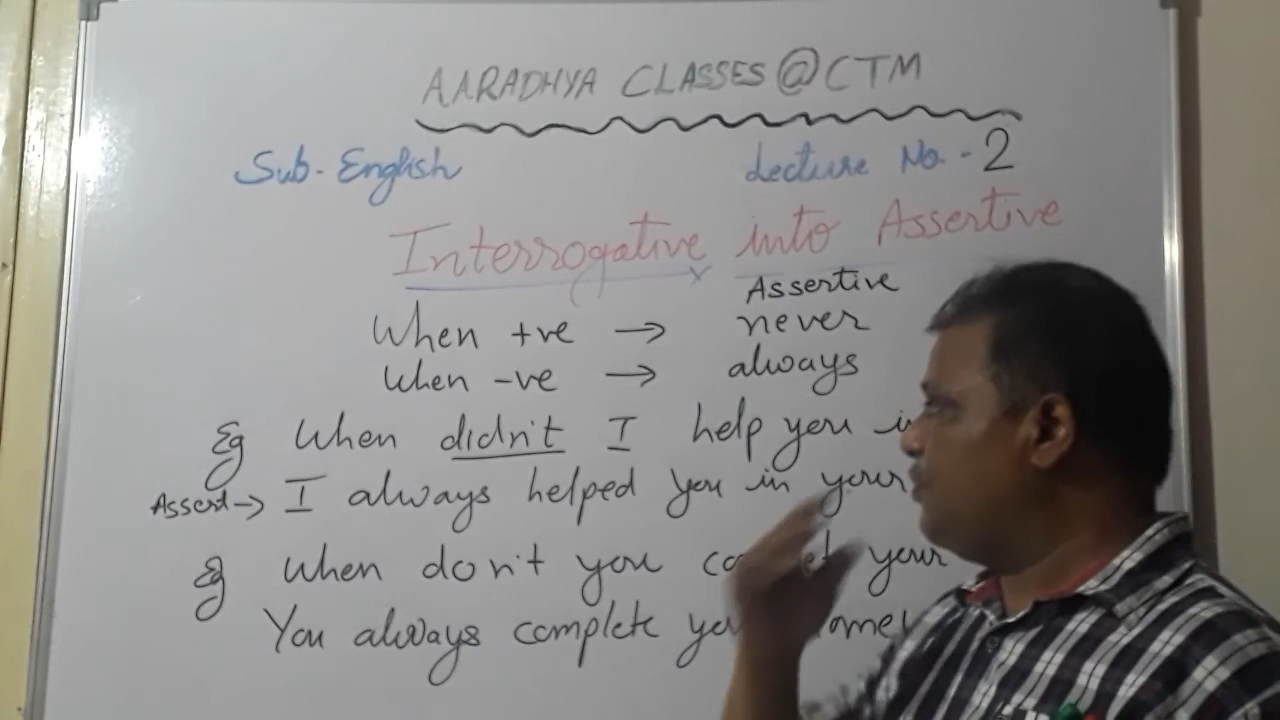 AARADHYA CLASSES @ CTM
Sub- English
Lecture No. - 2
Interrogative into Assertive
Assertive
When +ve → never
When -ve → always
Eg When didn't I help you
Assert → I always helped you in your
Eg When don't you your
You always complete